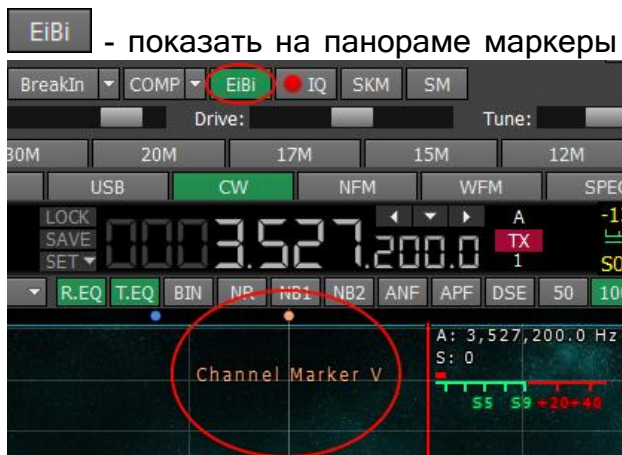 EiBi - показать на панораме маркеры
BreakIn COMP EiBi IQ SKM SM
Drive: Tune:
30M 20M 17M 15M 12M
USB CW NFM WFM SPEC
LOCK A
SAVE 3.527.200.0 TX
SET 1 S0
R.EQ T.EQ BIN NR NB1 NB2 ANF APF DSE 50
A: 3,527,200.0 Hz
S: 0
Channel Marker V
S5 S9 +20+40